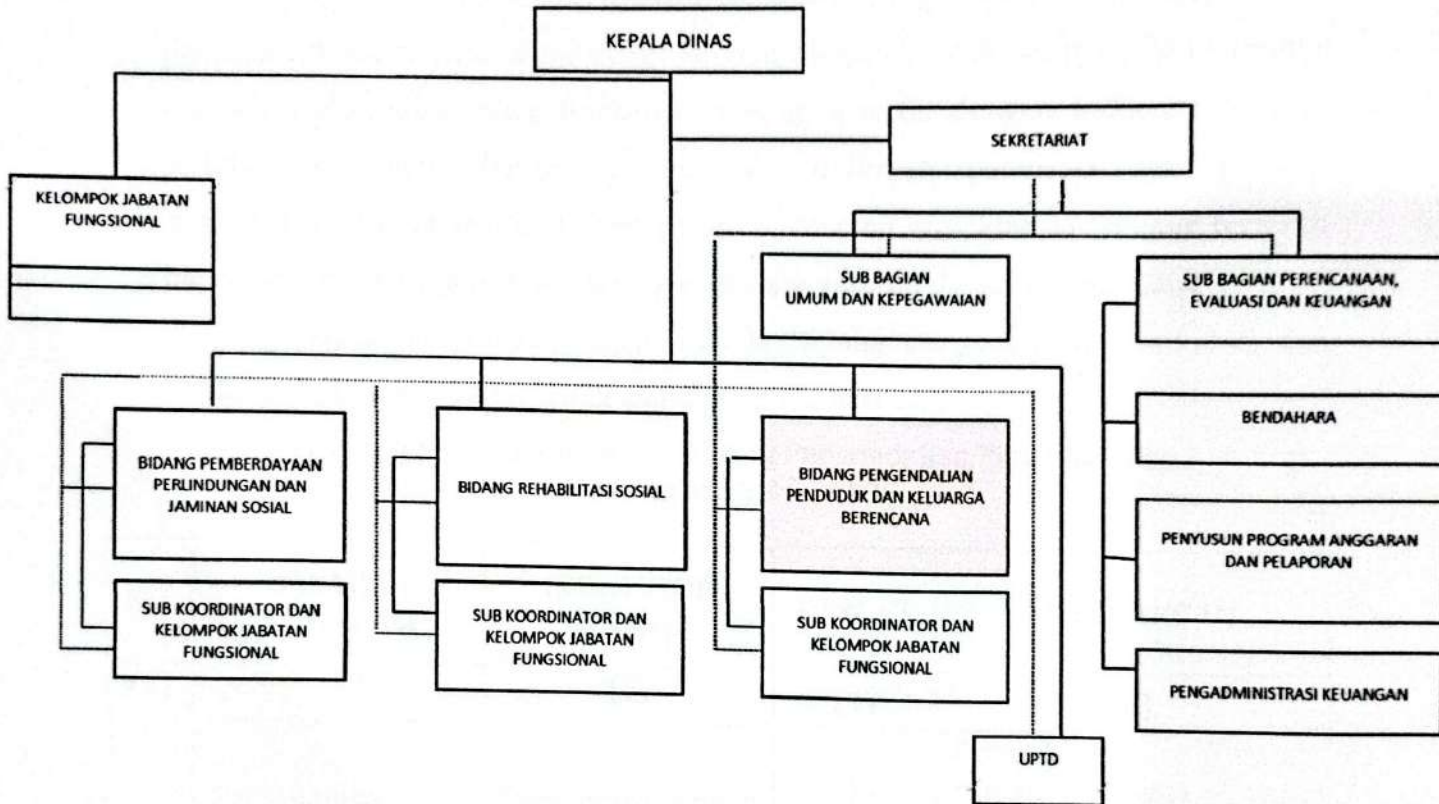 KEPALA DINAS
SEKRETARIAT
KELOMPOK JABATAN
FUNGSIONAL
SUB BAGIAN
UMUM DAN KEPEGAWAIAN
SUB BAGIAN PERENCANAAN,
EVALUASI DAN KEUANGAN
BENDAHARA
BIDANG PEMBERDAYAAN
PERLINDUNGAN DAN
JAMINAN SOSIAL
BIDANG REHABILITASI SOSIAL
BIDANG PENGENDALIAN
PENDUDUK DAN KELUARGA
BERENCANA
PENYUSUN PROGRAM ANGGARAN
DAN PELAPORAN
SUB KOORDINATOR DAN
KELOMPOK JABATAN
FUNGSIONAL
SUB KOORDINATOR DAN
KELOMPOK JABATAN
FUNGSIONAL
SUB KOORDINATOR DAN
KELOMPOK JABATAN
FUNGSIONAL
PENGADMINISTRASI KEUANGAN
UPTD